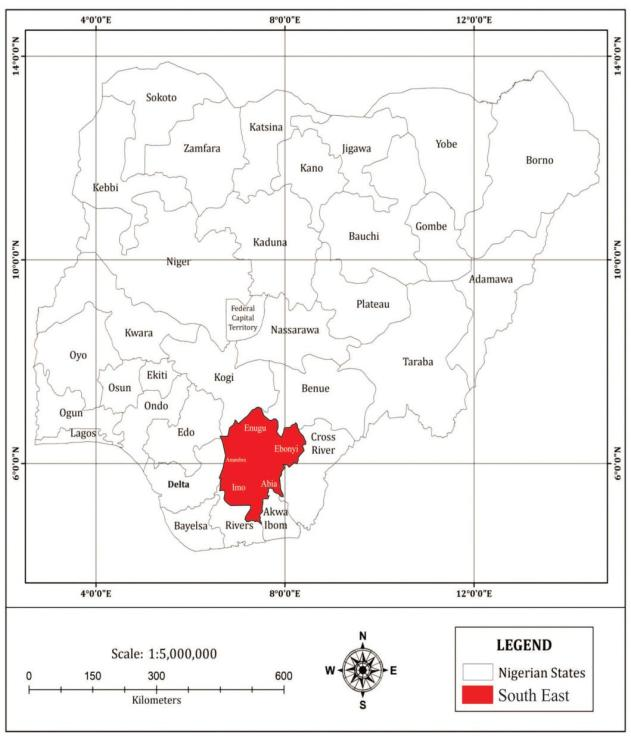 4°0'0"E 8°0'0"E 12°0'0"E
14°0'0"N 14°0'0"N
Sokoto
Katsina
Zamfara
Jigawa
Yobe
Kano
Borno
Kebbi
Gombe
Kaduna
Bauchi
10°0'0"N 10°0'0"N
Niger
Adamawa
Plateau
Federal
Capital
Territory
Nassarawa
Kwara
Oyo
Taraba
Kogi
Ekiti
Osun
Benue
Ondo
Ogun
Enugu
Lagos
Edo
Cross
River
Ebonyi
6°0'0"N 6°0'0"N
Anambra
Delta
Imo
Abia
Akwa
Ibom
Bayelsa
Rivers
4°0'0"E 8°0'0"E 12°0'0"E
Scale: 1:5,000,000
0 150 300 600
Kilometers
N
W E
S
LEGEND
Nigerian States
South East